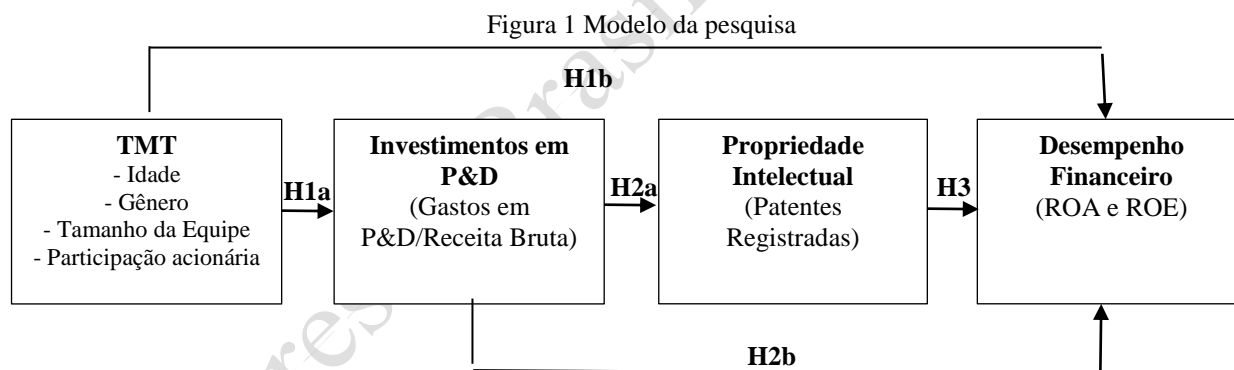 Figura 1 Modelo da pesquisa
H1b
TMT
- Idade
- Gênero
- Tamanho da Equipe
- Participação acionária
H1a
Investimentos em
P&D
(Gastos em
P&D/Receita Bruta)
H2a
Propriedade
Intelectual
(Patentes
Registradas)
H3
Desempenho
Financeiro
(ROA e ROE)
H2b